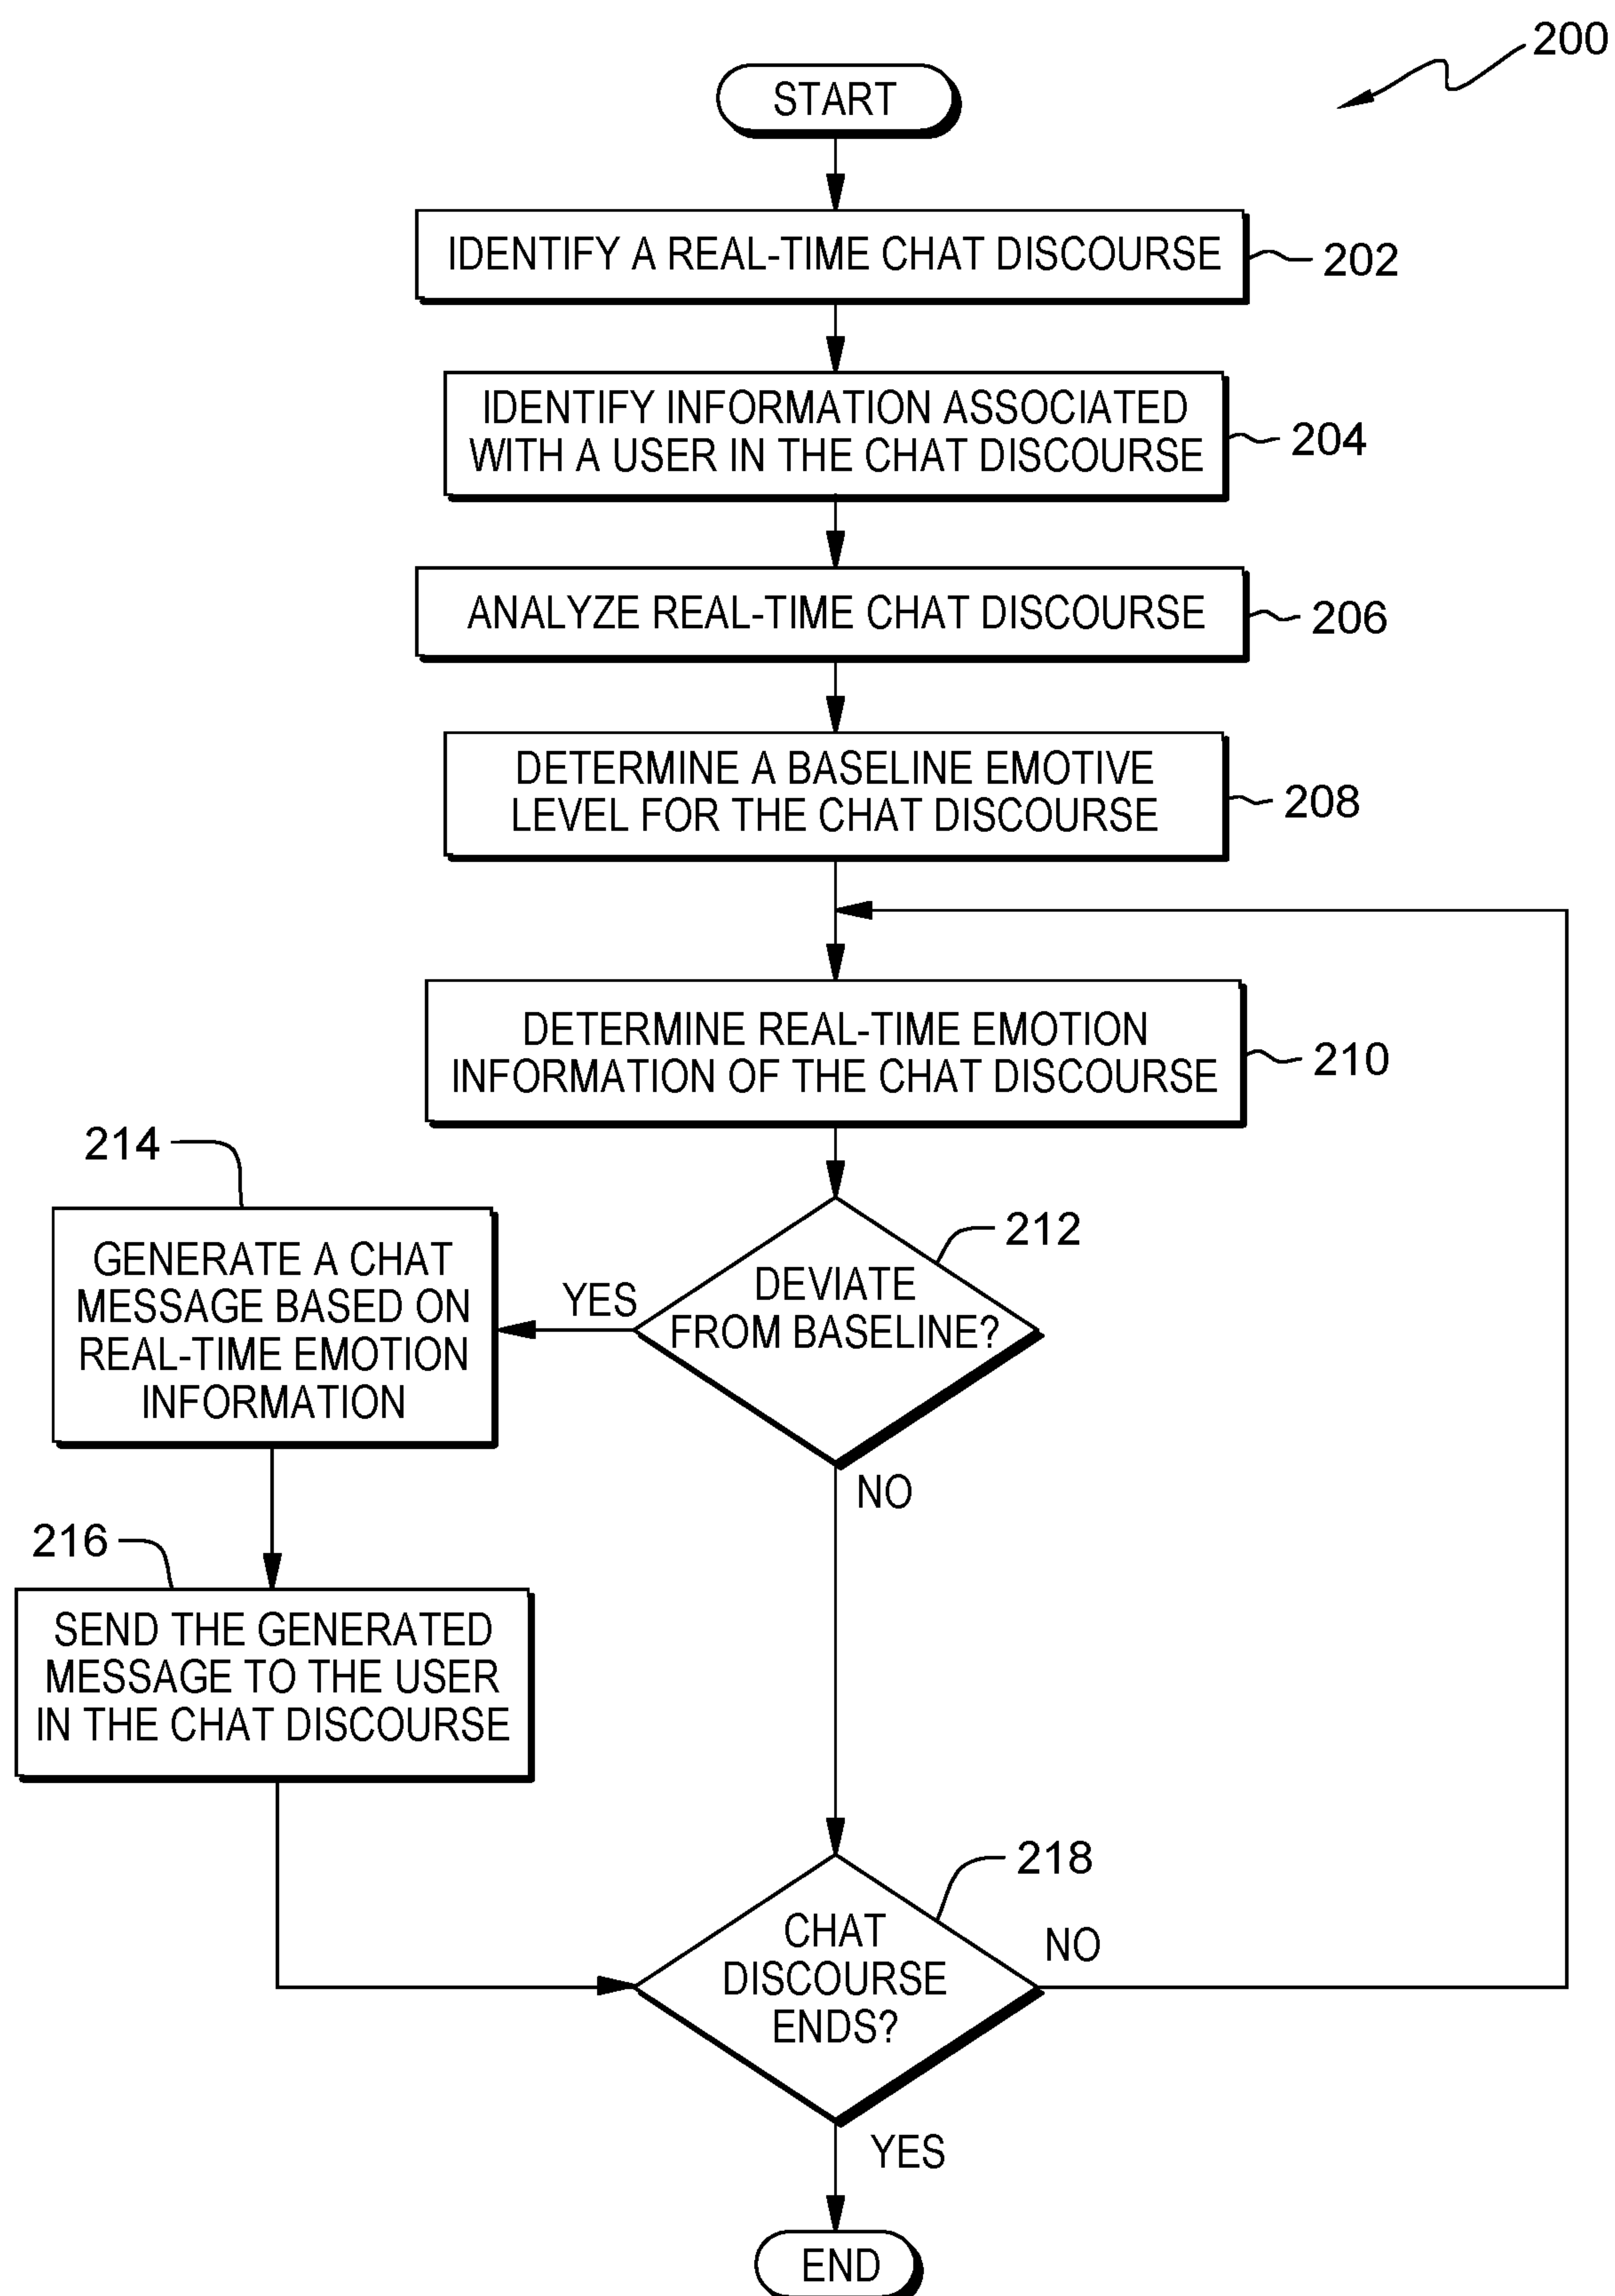 200
START
IDENTIFY A REAL-TIME CHAT DISCOURSE
202
IDENTIFY INFORMATION ASSOCIATED
WITH A USER IN THE CHAT DISCOURSE
204
ANALYZE REAL-TIME CHAT DISCOURSE
206
DETERMINE A BASELINE EMOTIVE
LEVEL FOR THE CHAT DISCOURSE
208
DETERMINE REAL-TIME EMOTION
INFORMATION OF THE CHAT DISCOURSE
210
212
DEVIATE
FROM BASELINE?
YES
NO
214
GENERATE A CHAT
MESSAGE BASED ON
REAL-TIME EMOTION
INFORMATION
216
SEND THE GENERATED
MESSAGE TO THE USER
IN THE CHAT DISCOURSE
218
CHAT
DISCOURSE
ENDS?
NO
YES
END